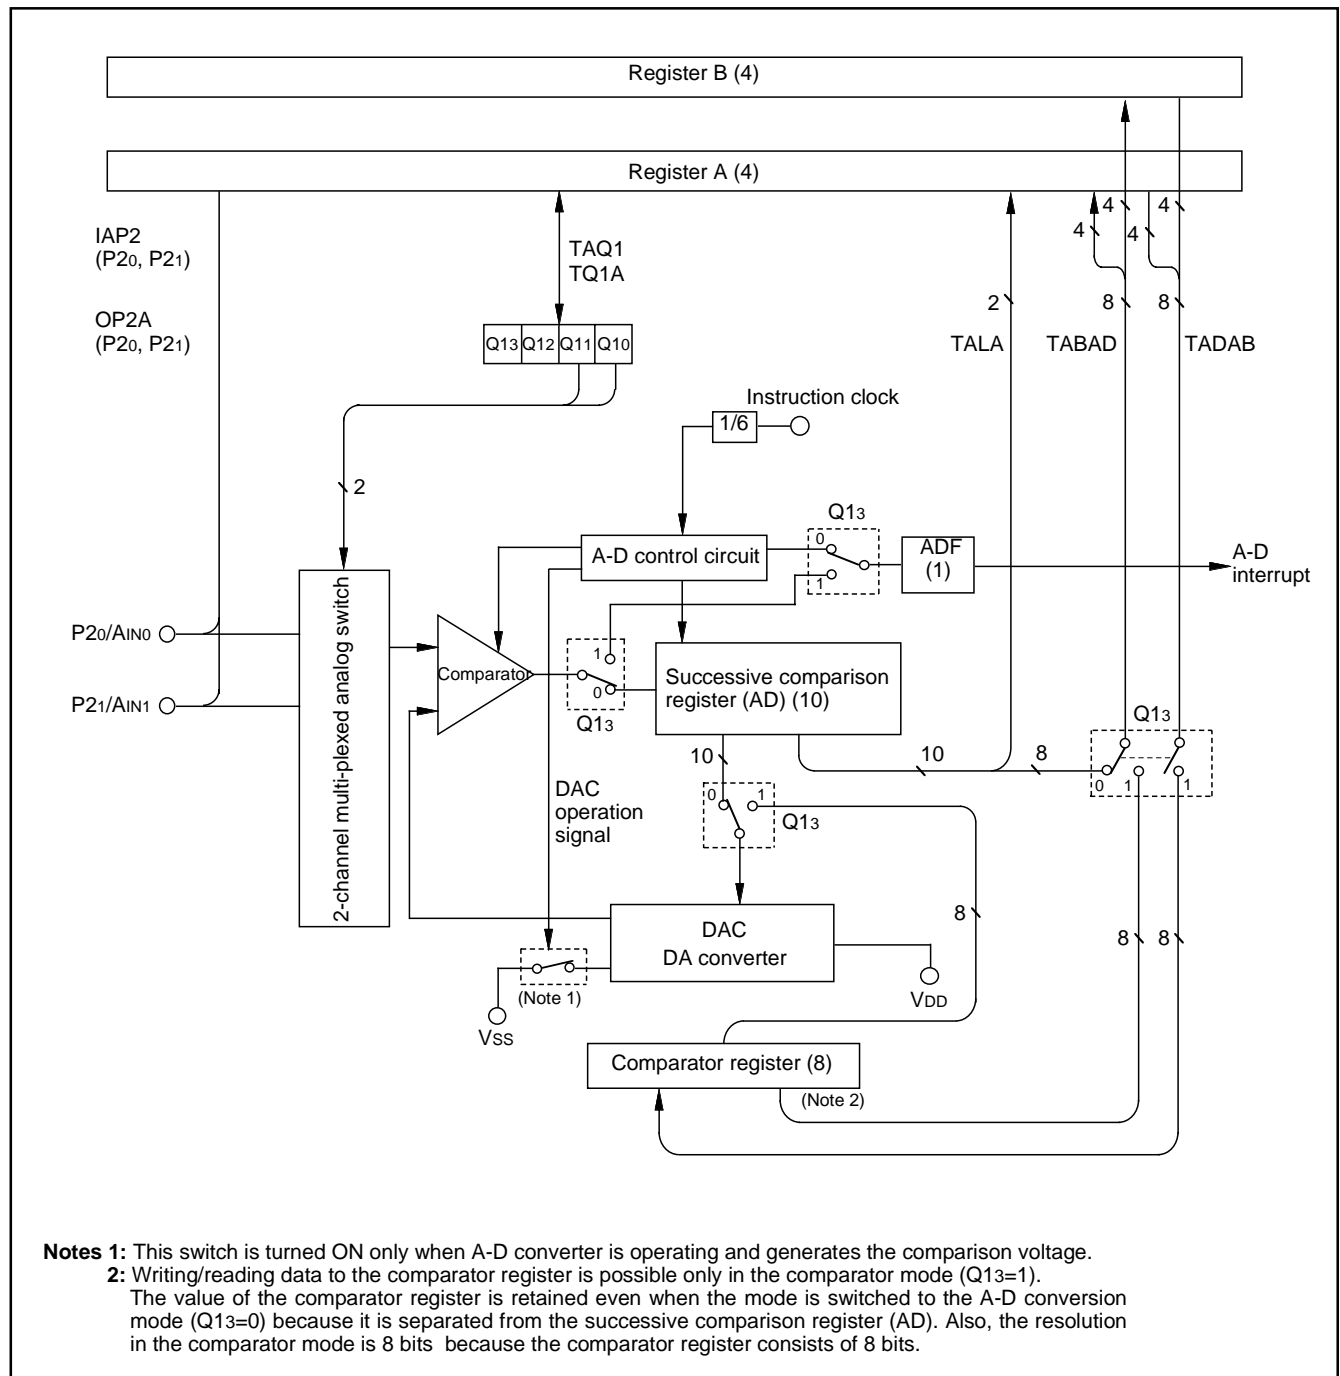 Register B (4)
Register A (4)
IAP2
(P20, P21)
OP2A
(P20, P21)
TAQ1
TQ1A
Q13 Q12 Q11 Q10
2
4
4
4
4
2
8
8
TALA
TABAD
TADAB
Instruction clock
1/6
2
Q13
0
1
A-D control circuit
ADF
(1)
A-D
interrupt
P20/AIN0
P21/AIN1
2-channel multi-plexed analog switch
Comparator
1
0
Q13
Successive comparison
register (AD) (10)
10
10
8
Q13
0
1
1
DAC
operation
signal
0
1
Q13
8
8
8
DAC
DA converter
(Note 1)
VSS
VDD
Comparator register (8)
(Note 2)
Notes 1: This switch is turned ON only when A-D converter is operating and generates the comparison voltage.
2: Writing/reading data to the comparator register is possible only in the comparator mode (Q13=1).
The value of the comparator register is retained even when the mode is switched to the A-D conversion
mode (Q13=0) because it is separated from the successive comparison register (AD). Also, the resolution
in the comparator mode is 8 bits because the comparator register consists of 8 bits.